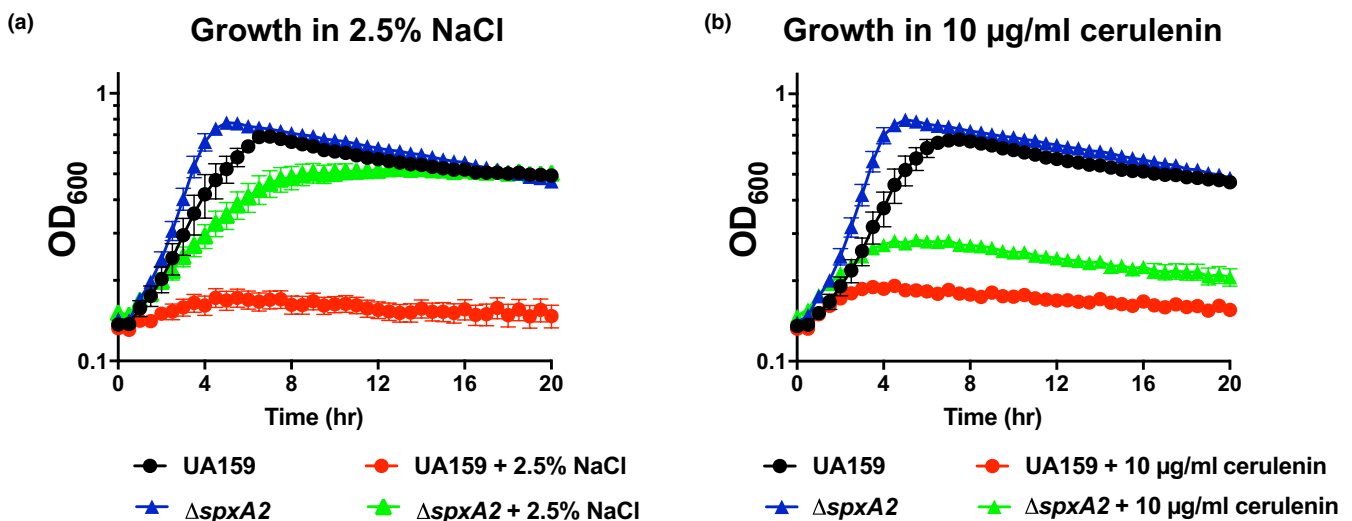 (a)
Growth in 2.5% NaCl
OD600
1
0.1
0 4 8 12 16 20
Time (hr)
UA159
UA159 + 2.5% NaCl
ΔspxA2
ΔspxA2 + 2.5% NaCl
(b)
Growth in 10 µg/ml cerulenin
OD600
1
0.1
0 4 8 12 16 20
Time (hr)
UA159
UA159 + 10 µg/ml cerulenin
ΔspxA2
ΔspxA2 + 10 µg/ml cerulenin